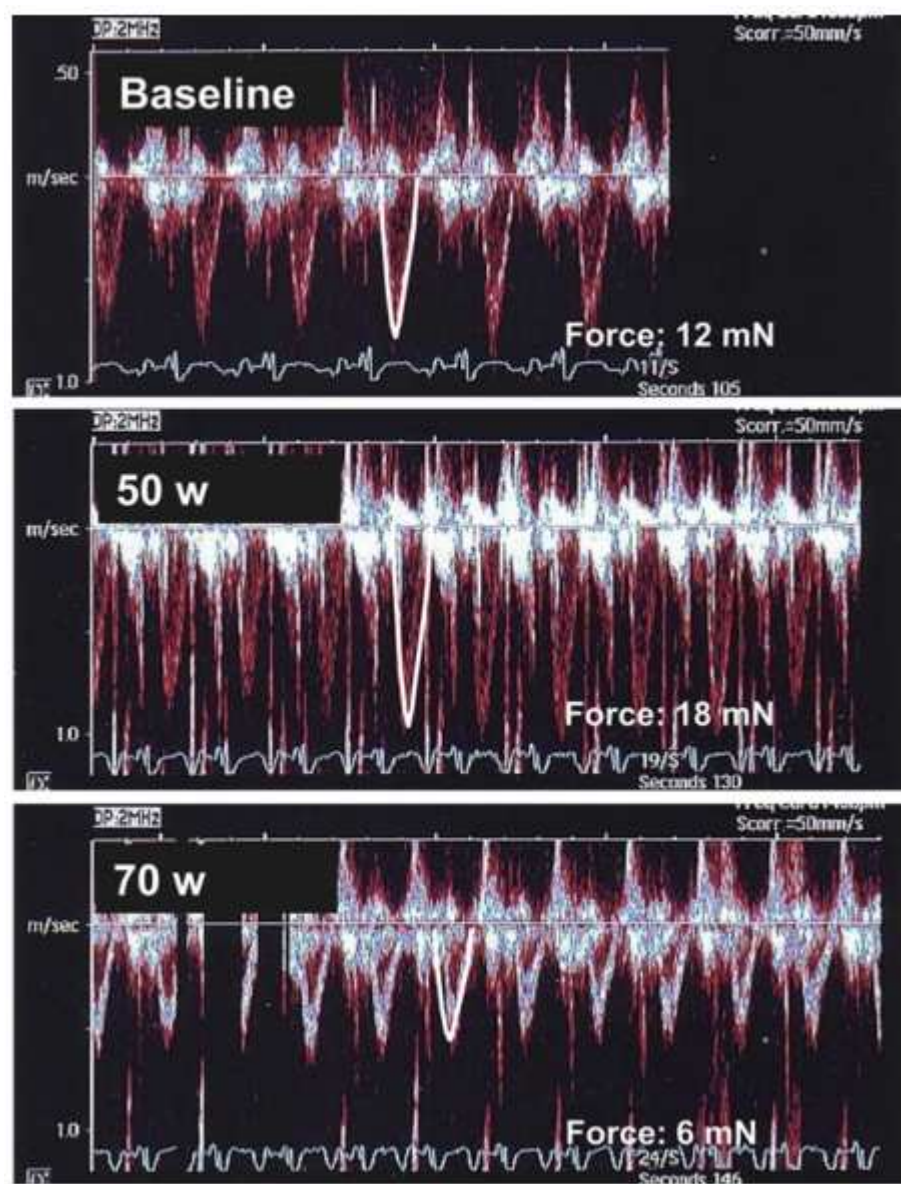 DP:2MHz
Scorr.=50mm/s
.50
Baseline
m/sec
Force: 12 mN
1.0
11/S
Seconds 105
DP:2MHz
Scorr.=50mm/s
50 w
m/sec
Force: 18 mN
1.0
19/S
Seconds 130
DP:2MHz
Scorr.=50mm/s
70 w
m/sec
1.0
Force: 6 mN
24/S
Seconds 146